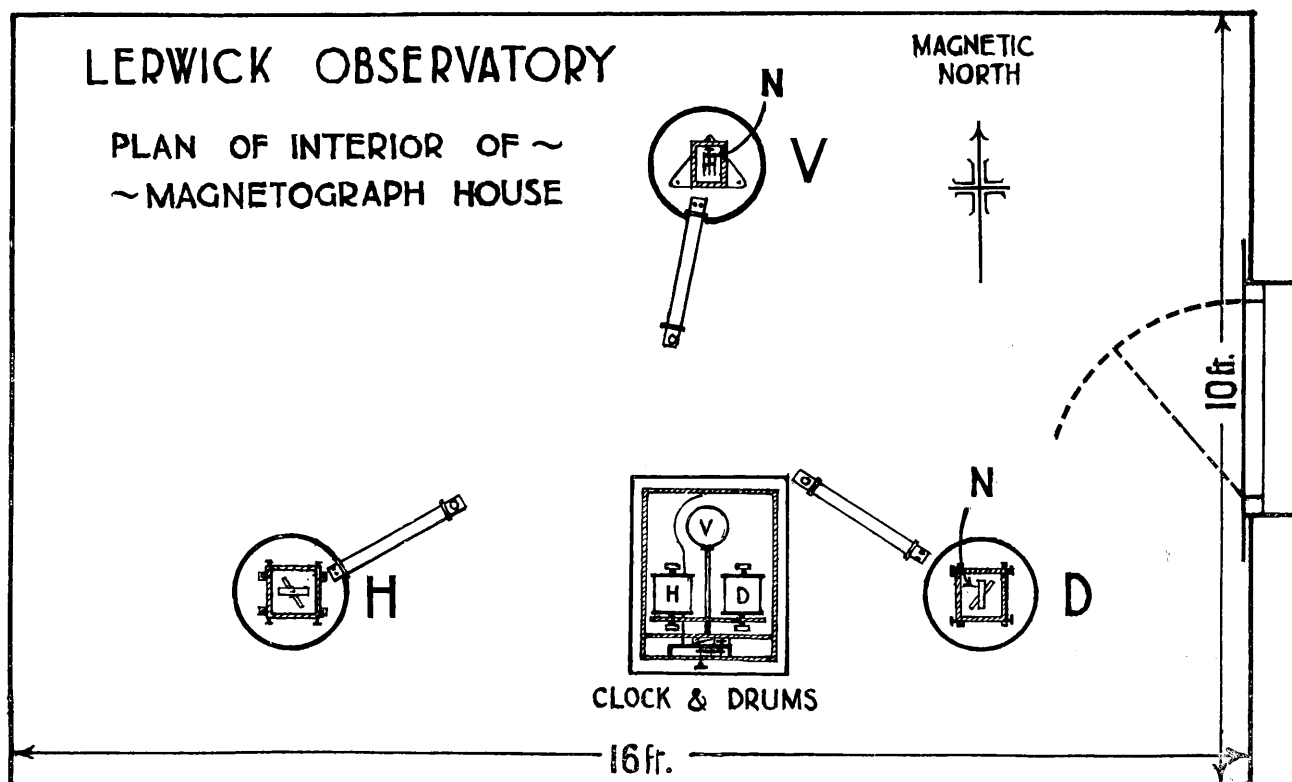 LERWICK OBSERVATORY
PLAN OF INTERIOR OF ~
~ MAGNETOGRAPH HOUSE
MAGNETIC
NORTH
N
V
10ft.
N
H
V
H
D
D
CLOCK & DRUMS
16ft.